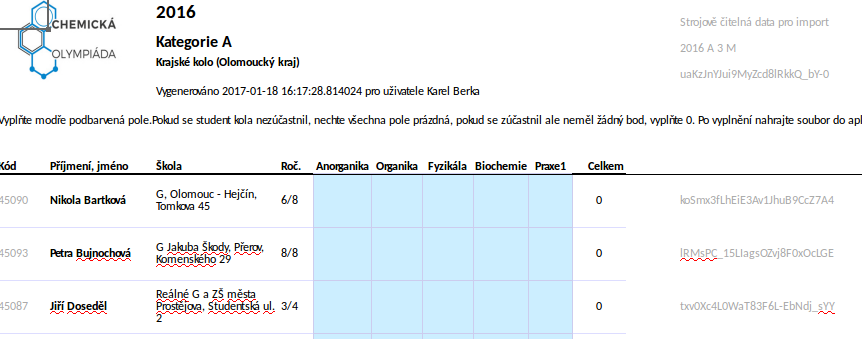 CHEMICKÁ
OLYMPIÁDA
2016
Kategorie A
Krajské kolo (Olomoucký kraj)
Vygenerováno 2017-01-18 16:17:28.814024 pro uživatele Karel Berka
Strojově čitelná data pro import
2016 A 3 M
uaKzJnYJui9MyZcd8lRkkQ_bY-0
Vyplňte modře podbarvená pole.Pokud se student kola nezúčastnil, nechte všechna pole prázdná, pokud se zúčastnil ale neměl žádný bod, vyplňte 0. Po vyplnění nahrajte soubor do apl
Kód Příjmení, jméno Škola Roč. Anorganika Organika Fyzikála Biochemie Praxe1 Celkem
45090 Nikola Bartková G, Olomouc - Hejčín, 6/8 0 koSmx3fLhEiE3Av1JhuB9CcZ7A4
Tomkova 45
45093 Petra Bujnochová G Jakuba Škody, Přerov, 8/8 0 lRMsPC_15LIagsQZvj8F0xOcLGE
Komenského 29
45087 Jiří Doseděl Reálné G a ZŠ města 3/4 0 txv0Xc4L0WaT83F6L-EbNdj_sYY
Prostějova, Studentská ul.
2